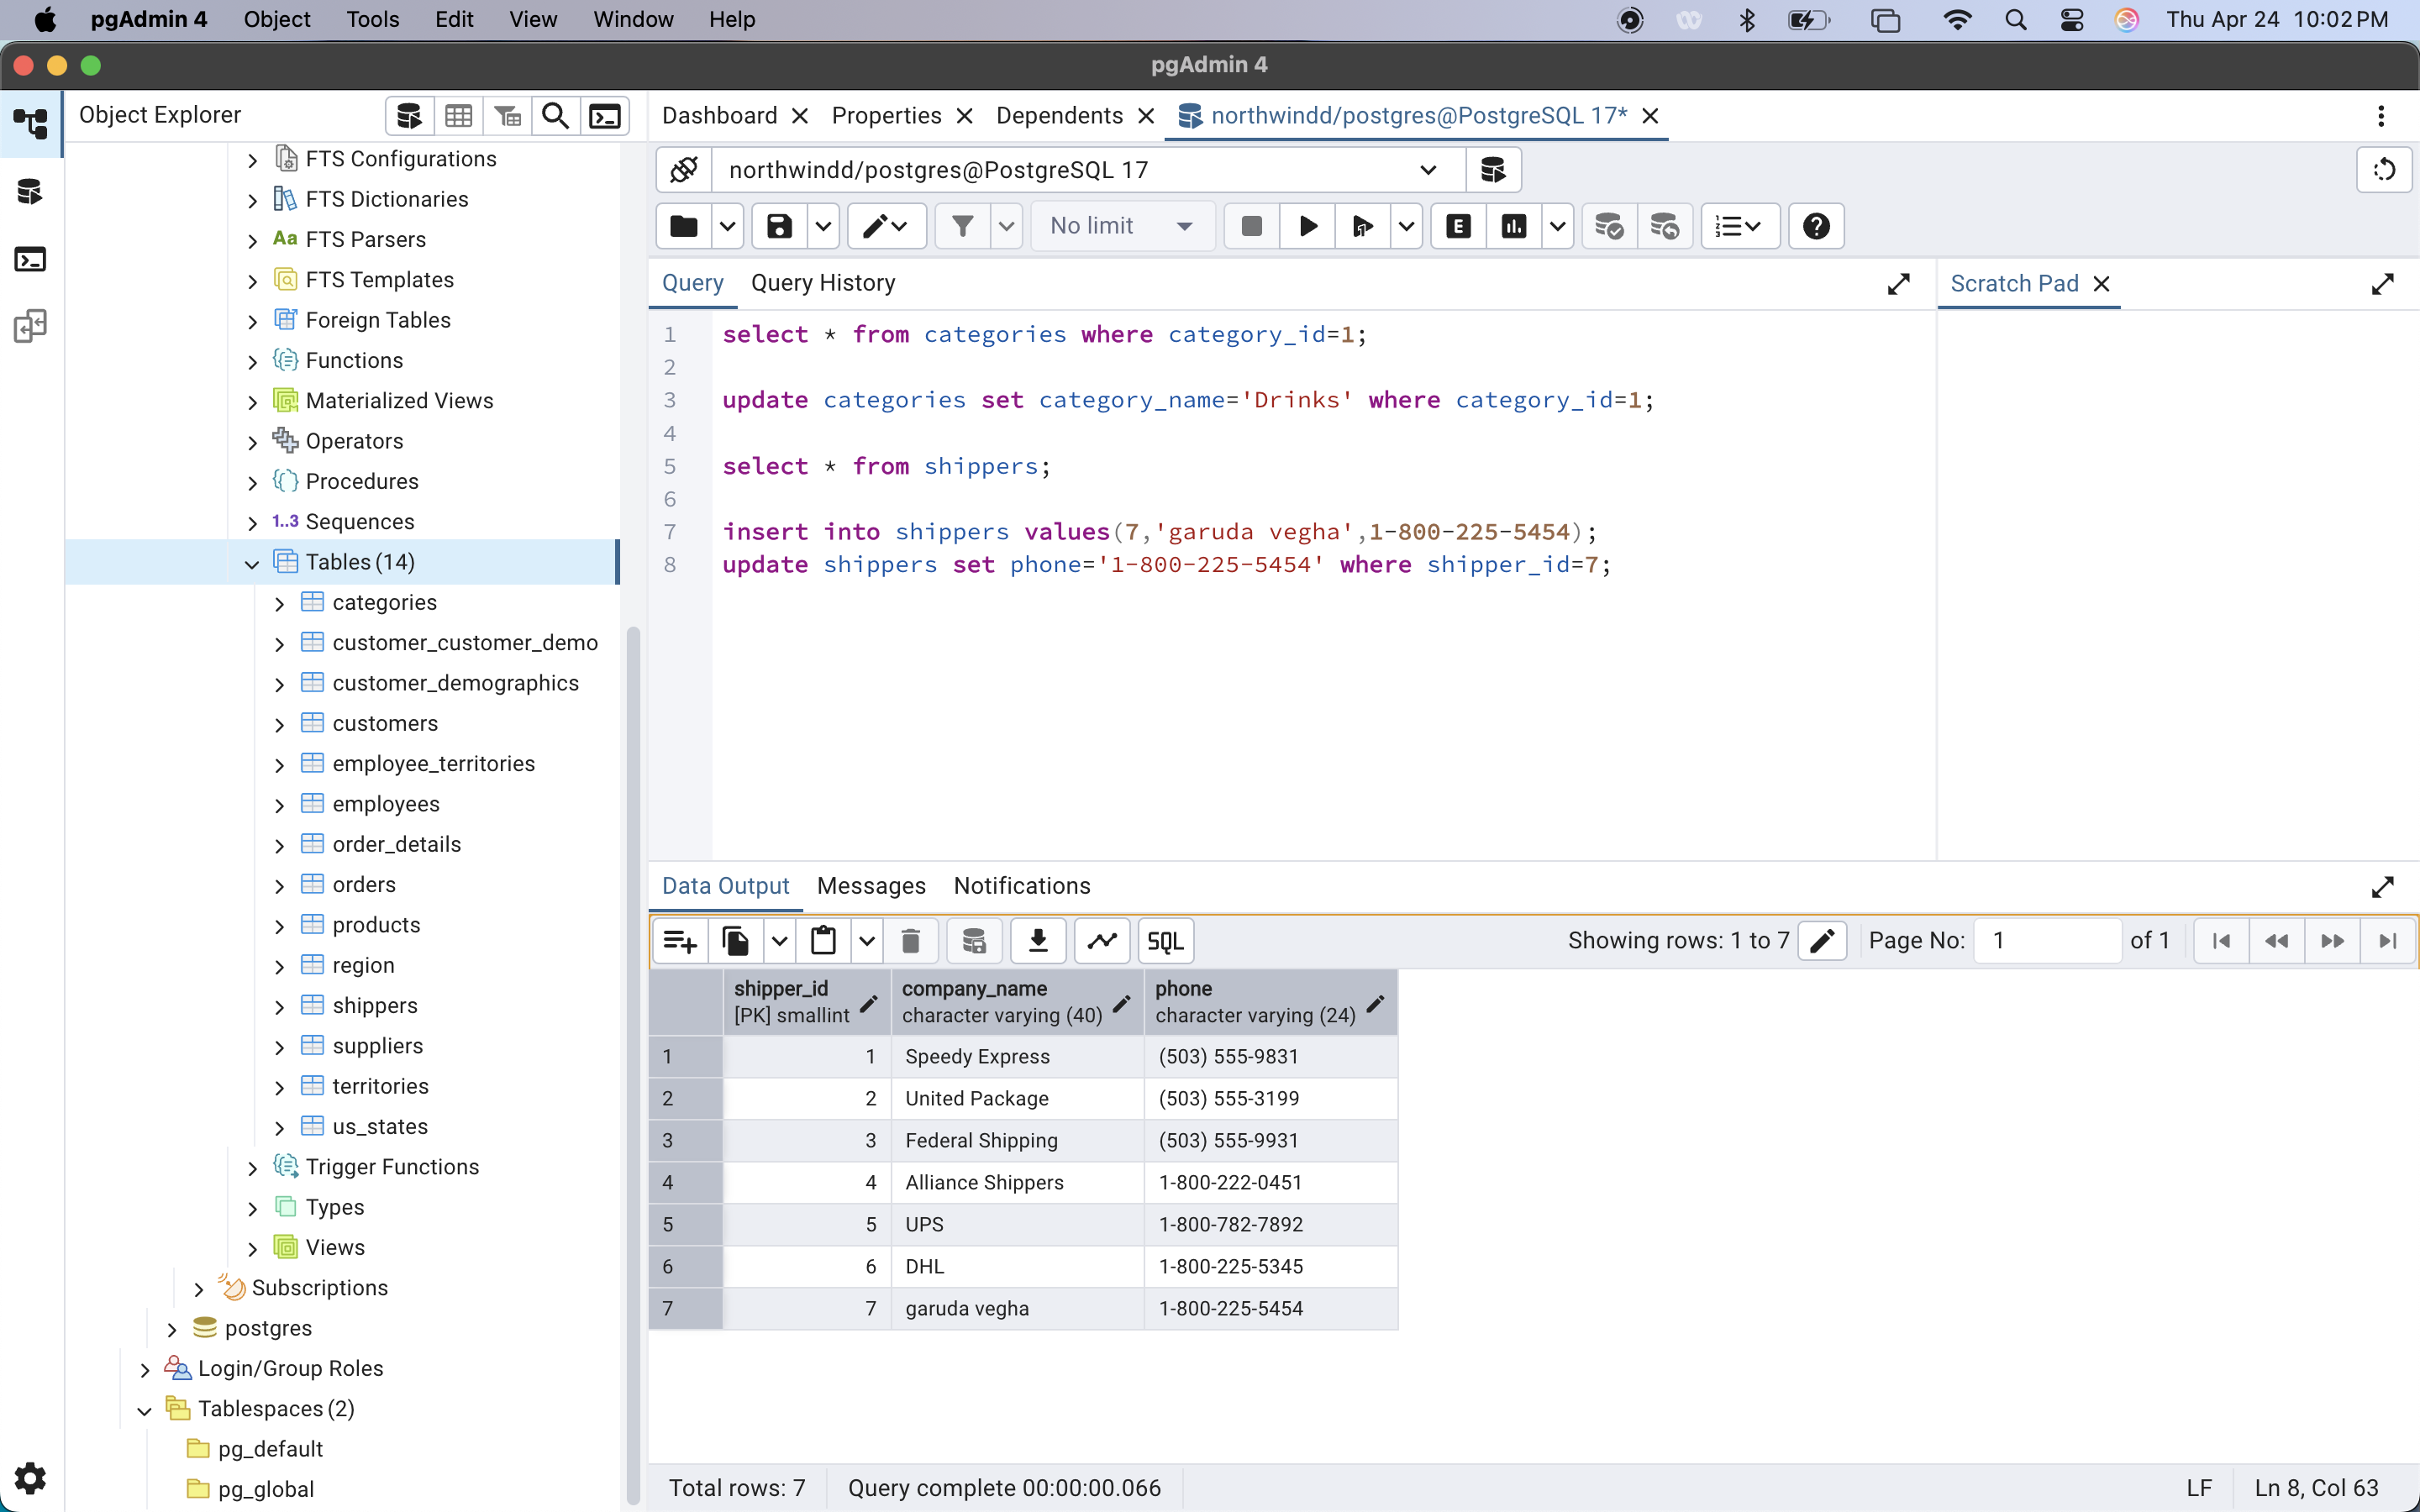 pgAdmin 4 Object Tools Edit View Window Help Thu Apr 24 10:02 PM
pgAdmin 4
Object Explorer
FTS Configurations
FTS Dictionaries
Aa FTS Parsers
FTS Templates
Foreign Tables
Functions
Materialized Views
Operators
Procedures
1..3 Sequences
Tables (14)
categories
customer_customer_demo
customer_demographics
customers
employee_territories
employees
order_details
orders
products
region
shippers
suppliers
territories
us_states
Trigger Functions
Types
Views
Subscriptions
postgres
Login/Group Roles
Tablespaces (2)
pg_default
pg_global
Dashboard Properties Dependents northwindd/postgres@PostgreSQL 17*
northwindd/postgres@PostgreSQL 17
No limit E
Query Query History Scratch Pad
1 select * from categories where category_id=1;
2
3 update categories set category_name='Drinks' where category_id=1;
4
5 select * from shippers;
6
7 insert into shippers values(7,'garuda vegha',1-800-225-5454);
8 update shippers set phone='1-800-225-5454' where shipper_id=7;
Data Output Messages Notifications
SQL Showing rows: 1 to 7 Page No: 1 of 1
shipper_id company_name phone
[PK] smallint character varying (40) character varying (24)
1 1 Speedy Express (503) 555-9831
2 2 United Package (503) 555-3199
3 3 Federal Shipping (503) 555-9931
4 4 Alliance Shippers 1-800-222-0451
5 5 UPS 1-800-782-7892
6 6 DHL 1-800-225-5345
7 7 garuda vegha 1-800-225-5454
Total rows: 7 Query complete 00:00:00.066 LF Ln 8, Col 63